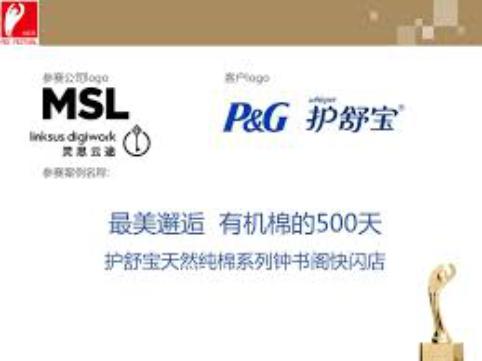 参赛公司logo
客户logo
MSL
P&G
whisper
护舒宝®
linksus digiwork
灵思云途
参赛案例名称:
最美邂逅 有机棉的500天
护舒宝天然纯棉系列钟书阁快闪店